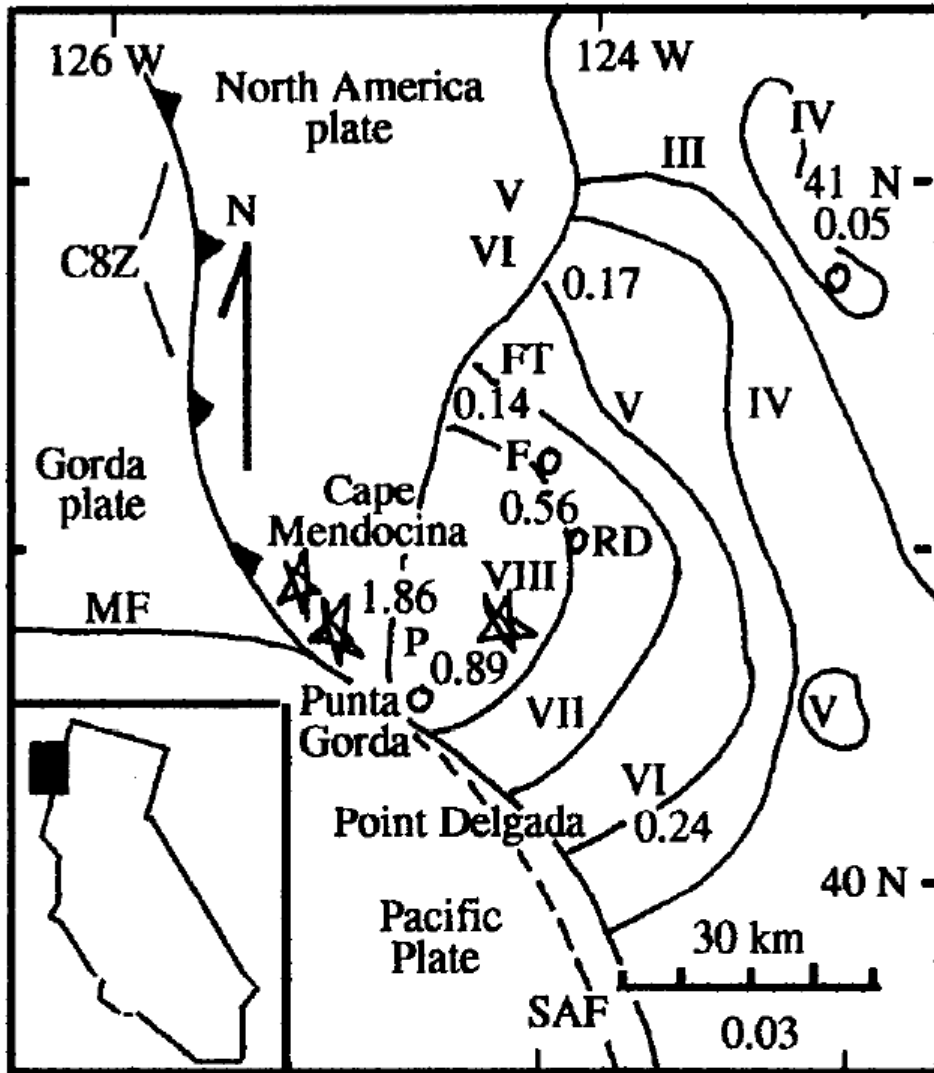 126 W
124 W
North America
plate
IV
III
41 N
0.05
V
N
VI
C8Z
0.17
FT
0.14
V
IV
Gorda
plate
F
Cape
Mendocina
0.56
RD
VIII
1.86
MF
P
0.89
Punta
Gorda
VII
V
VI
Point Delgada
0.24
40 N
Pacific
Plate
30 km
SAF
0.03